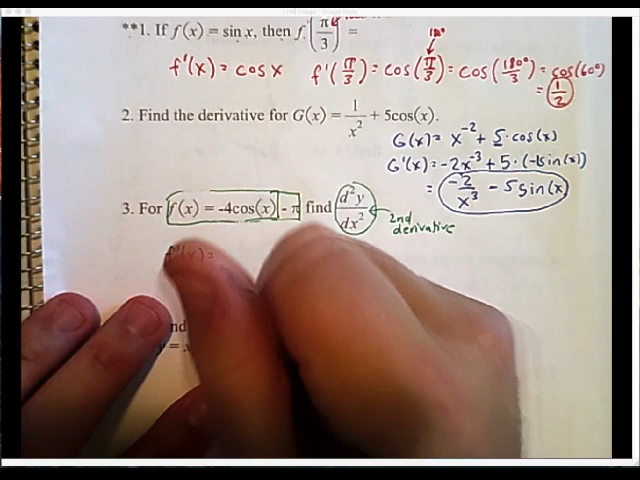 **1. If f(x) = sin x, then f'(π/3) =
f'(x) = cos x f'(π/3) = cos(π/3) = cos(180°/3) = cos(60°)
180°
= 1/2
2. Find the derivative for G(x) = 1/x² + 5cos(x).
G(x) = x⁻² + 5·cos(x)
G'(x) = -2x⁻³ + 5·(-1sin(x))
= -2/x³ - 5sin(x)
3. For f(x) = -4cos(x) - π find d²y/dx²
2nd
derivative
f'(x) =
nd